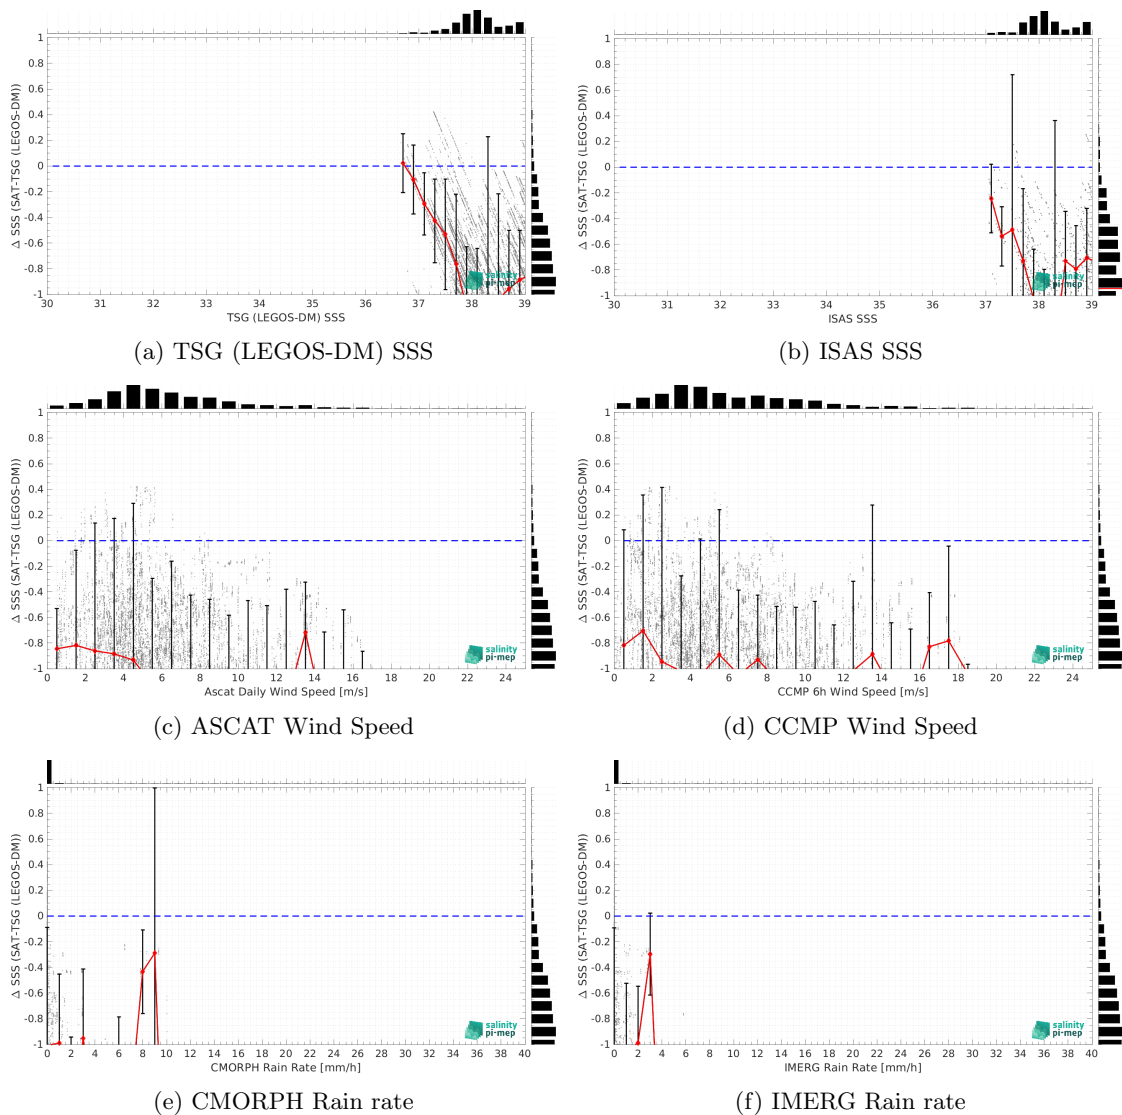 1
0.8
0.6
0.4
0.2
0
-0.2
-0.4
-0.6
-0.8
-1
Δ SSS (SAT-TSG (LEGOS-DM))
30 31 32 33 34 35 36 37 38 39
TSG (LEGOS-DM) SSS
salinity
pi-mep
(a) TSG (LEGOS-DM) SSS
1
0.8
0.6
0.4
0.2
0
-0.2
-0.4
-0.6
-0.8
-1
Δ SSS (SAT-TSG (LEGOS-DM))
30 31 32 33 34 35 36 37 38 39
ISAS SSS
salinity
pi-mep
(b) ISAS SSS
1
0.8
0.6
0.4
0.2
0
-0.2
-0.4
-0.6
-0.8
-1
Δ SSS (SAT-TSG (LEGOS-DM))
0 2 4 6 8 10 12 14 16 18 20 22 24
Ascat Daily Wind Speed [m/s]
salinity
pi-mep
(c) ASCAT Wind Speed
1
0.8
0.6
0.4
0.2
0
-0.2
-0.4
-0.6
-0.8
-1
Δ SSS (SAT-TSG (LEGOS-DM))
0 2 4 6 8 10 12 14 16 18 20 22 24
CCMP 6h Wind Speed [m/s]
salinity
pi-mep
(d) CCMP Wind Speed
1
0.8
0.6
0.4
0.2
0
-0.2
-0.4
-0.6
-0.8
-1
Δ SSS (SAT-TSG (LEGOS-DM))
0 2 4 6 8 10 12 14 16 18 20 22 24 26 28 30 32 34 36 38 40
CMORPH Rain Rate [mm/h]
salinity
pi-mep
(e) CMORPH Rain rate
1
0.8
0.6
0.4
0.2
0
-0.2
-0.4
-0.6
-0.8
-1
Δ SSS (SAT-TSG (LEGOS-DM))
0 2 4 6 8 10 12 14 16 18 20 22 24 26 28 30 32 34 36 38 40
IMERG Rain Rate [mm/h]
salinity
pi-mep
(f) IMERG Rain rate